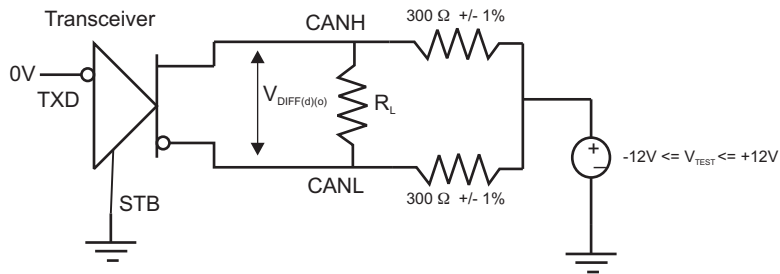 Transceiver
CANH
300 Ω +/- 1%
0V
TXD
V_DIFF(d)(o)
R_L
+
-12V <= V_TEST <= +12V
–
CANL
STB
300 Ω +/- 1%